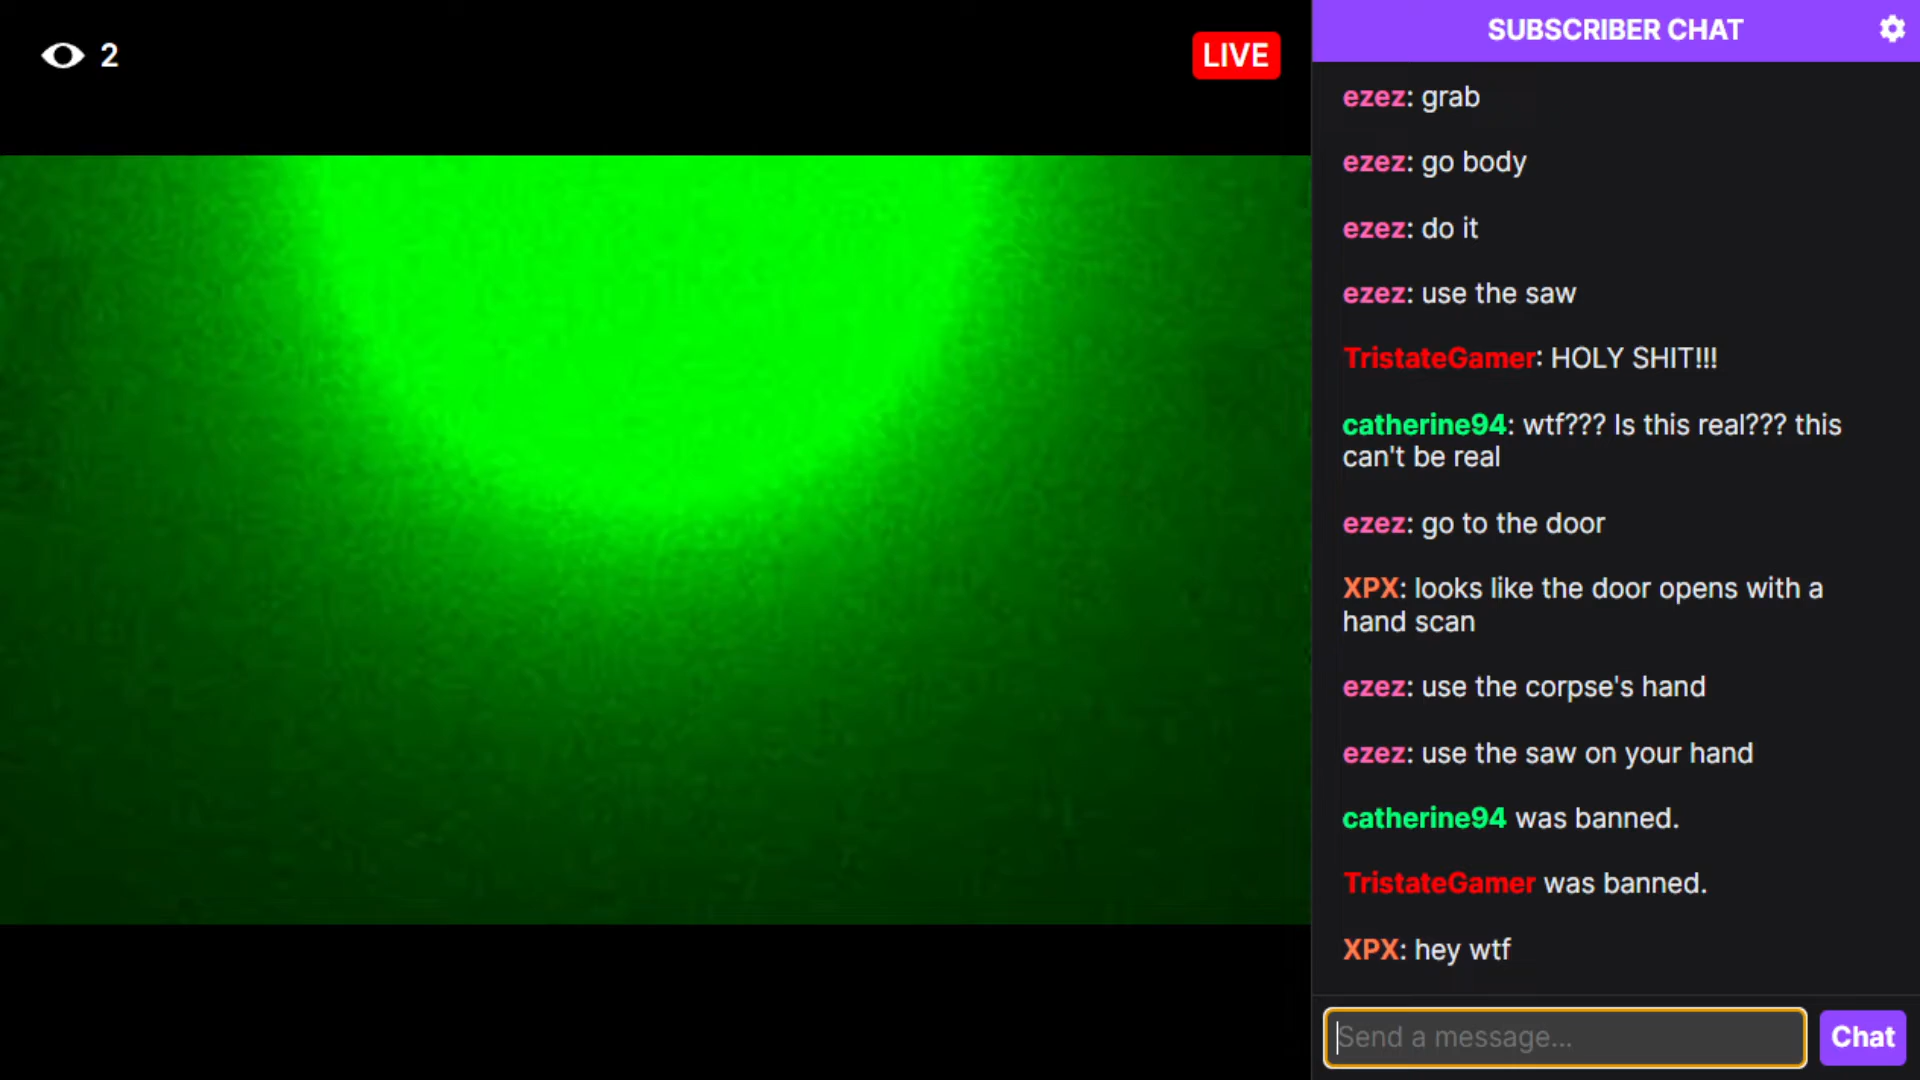 2
LIVE
SUBSCRIBER CHAT
ezez: grab
ezez: go body
ezez: do it
ezez: use the saw
TristateGamer: HOLY SHIT!!!
catherine94: wtf??? Is this real??? this
can't be real
ezez: go to the door
XPX: looks like the door opens with a
hand scan
ezez: use the corpse's hand
ezez: use the saw on your hand
catherine94 was banned.
TristateGamer was banned.
XPX: hey wtf
Send a message...
Chat